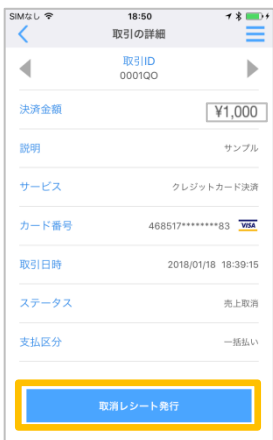 SIMなし 18:50
取引の詳細
取引ID
0001QO
決済金額 ¥1,000
説明 サンプル
サービス クレジットカード決済
カード番号 468517********83 VISA
取引日時 2018/01/18 18:39:15
ステータス 売上取消
支払区分 一括払い
取消レシート発行